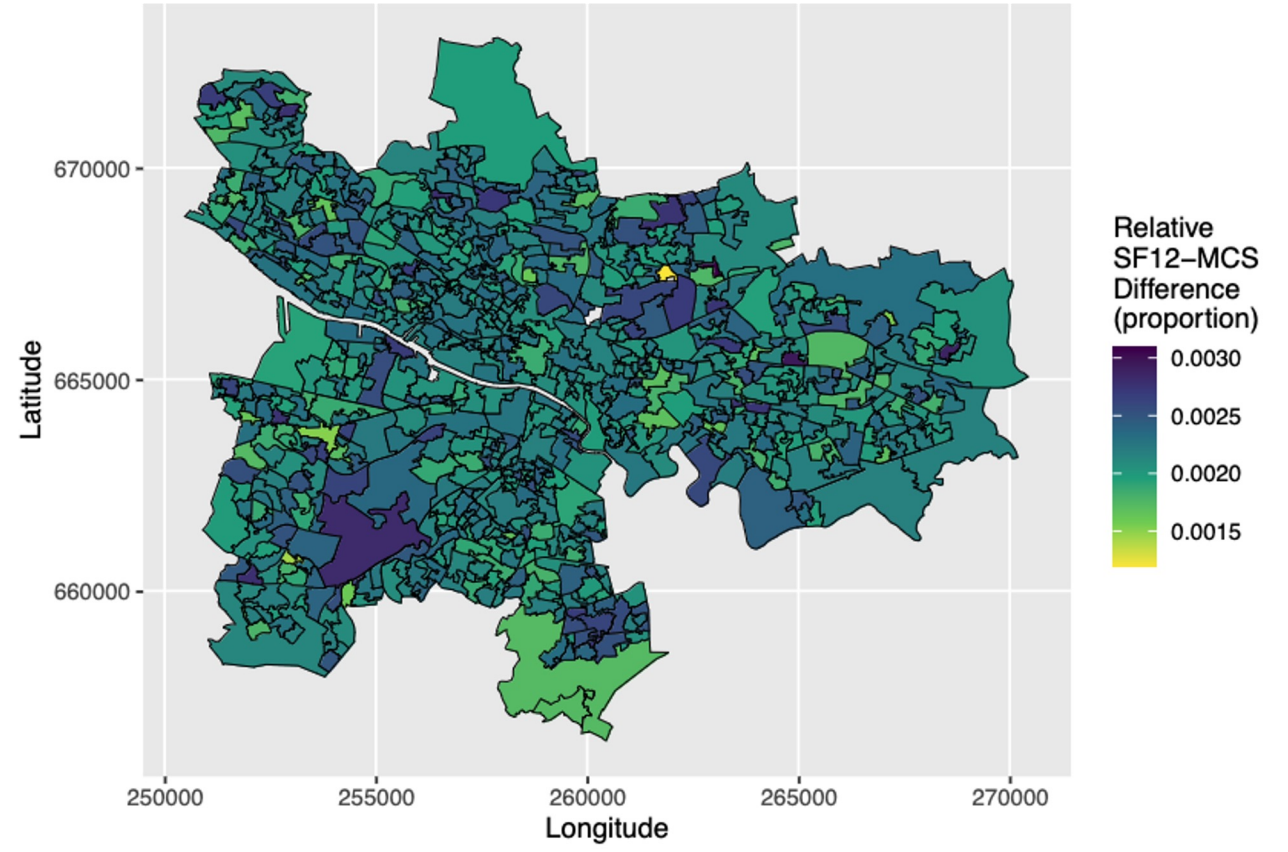 670000
665000
660000
Latitude
250000
255000
260000
265000
270000
Longitude
Relative
SF12−MCS
Difference
(proportion)
0.0030
0.0025
0.0020
0.0015